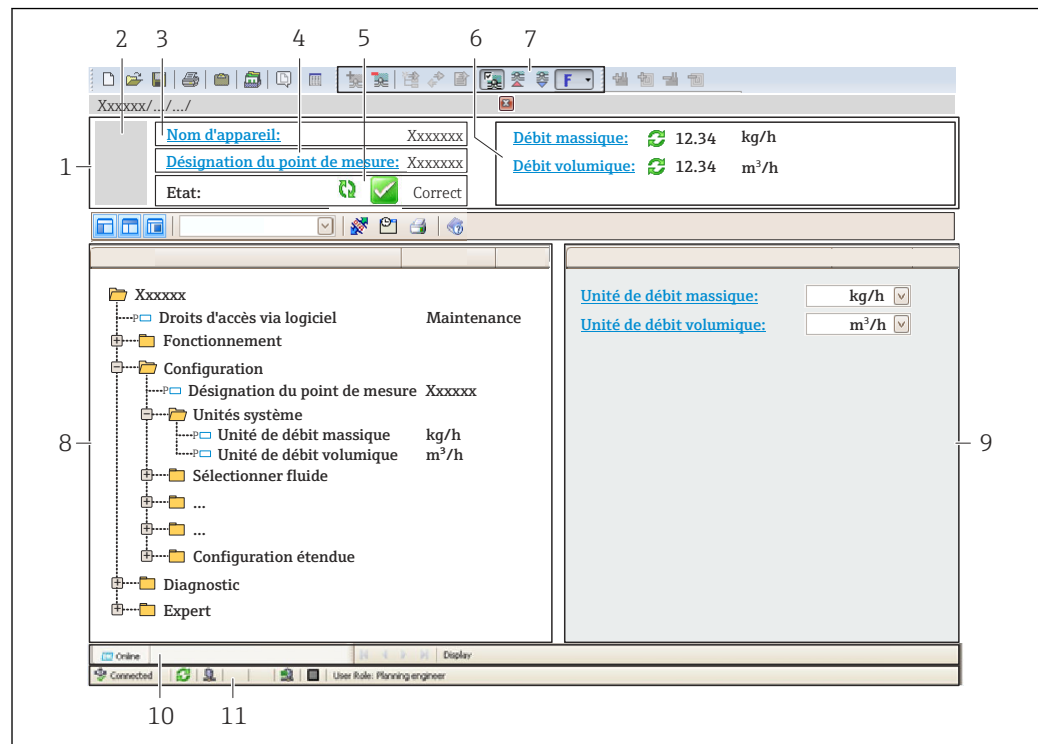 2 3 4 5 6 7
F
Xxxxxx/.../.../
1
Nom d'appareil: Xxxxxxx
Désignation du point de mesure: Xxxxxxx
Etat: Correct
Débit massique: 12.34 kg/h
Débit volumique: 12.34 m³/h
Xxxxxx
P Droits d'accès via logiciel Maintenance
Fonctionnement
Configuration
P Désignation du point de mesure Xxxxxx
Unités système
P Unité de débit massique kg/h
P Unité de débit volumique m³/h
Sélectionner fluide
...
...
Configuration étendue
Diagnostic
Expert
8
Unité de débit massique: kg/h
Unité de débit volumique: m³/h
9
Online Display
Connected User Role: Planning engineer
10 11